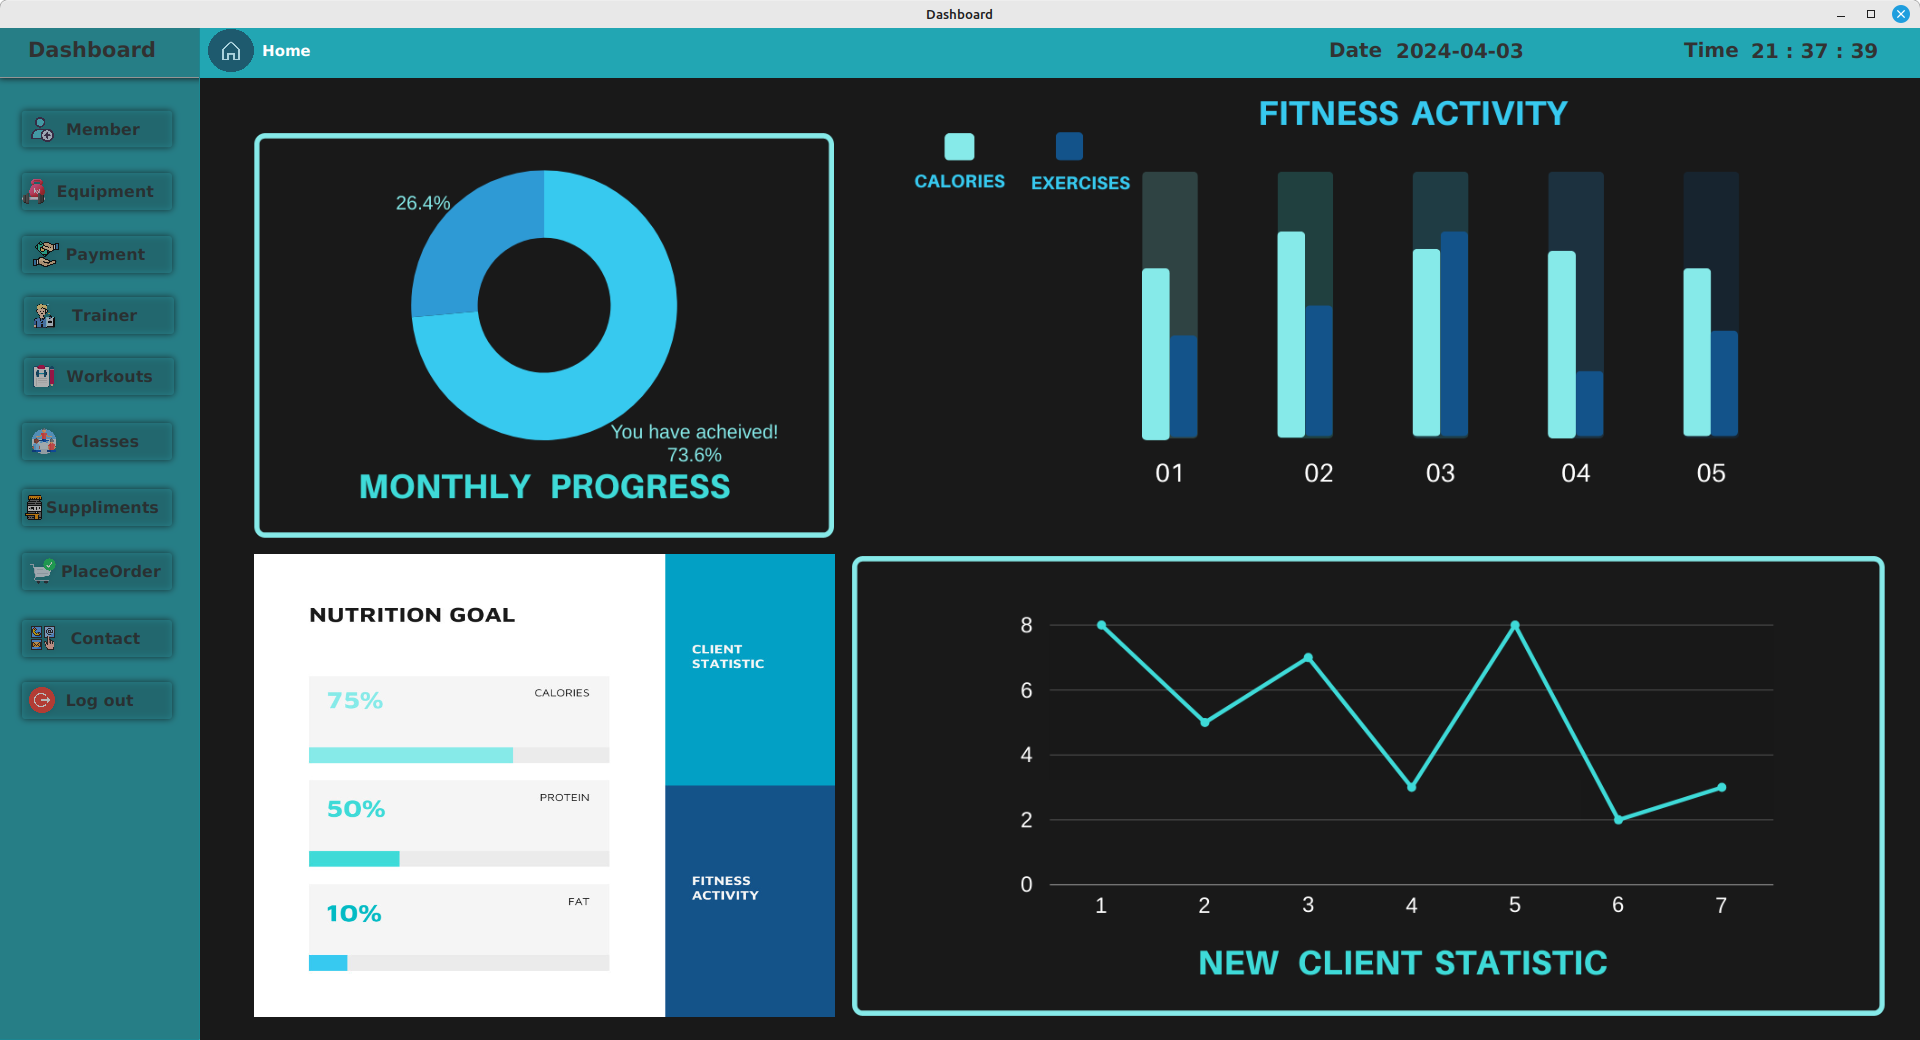 Dashboard
Dashboard
Home
Date 2024-04-03
Time 21 : 37 : 39
Member
Equipment
Payment
Trainer
Workouts
Classes
Suppliments
PlaceOrder
Contact
Log out
26.4%
You have acheived!
73.6%
MONTHLY PROGRESS
FITNESS ACTIVITY
CALORIES
EXERCISES
01 02 03 04 05
NUTRITION GOAL
75% CALORIES
50% PROTEIN
10% FAT
CLIENT
STATISTIC
FITNESS
ACTIVITY
8
6
4
2
0
1 2 3 4 5 6 7
NEW CLIENT STATISTIC